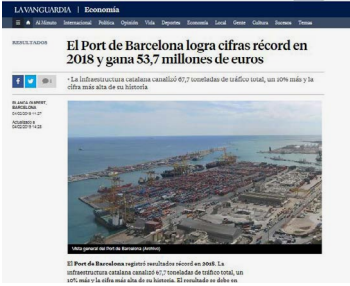 LAVANGUARDIA | Economía
Al Minuto Internacional Política Opinión Vida Deportes Economía Local Gente Cultura Sucesos Temas
RESULTADOS
El Port de Barcelona logra cifras récord en
2018 y gana 53,7 millones de euros
· La infraestructura catalana canalizó 67,7 toneladas de tráfico total, un 10% más y la
cifra más alta de su historia
BARCELONA
Actualizado a
Vista general del Port de Barcelona (Archivo)
El Port de Barcelona registró resultados récord en 2018. La
infraestructura catalana canalizó 67,7 toneladas de tráfico total, un
10% más y la cifra más alta de su historia. El resultado se debe en